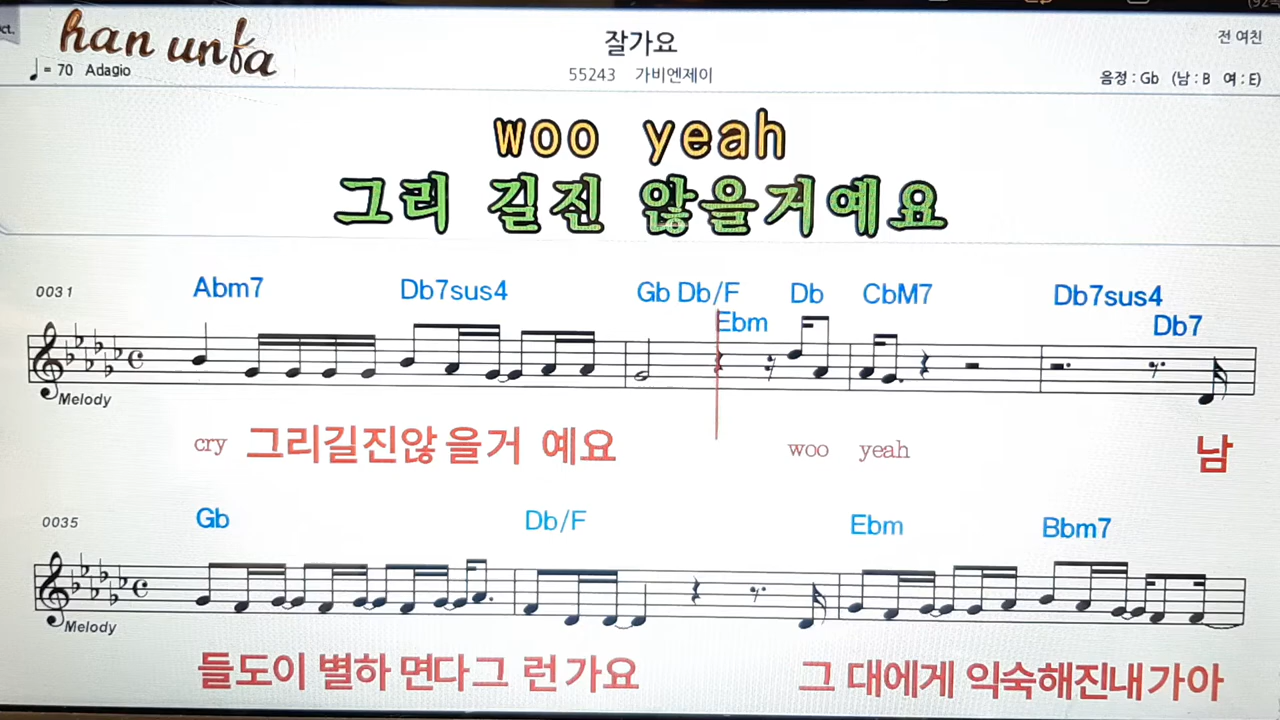 ct.
han unfa
♩= 70 Adagio
잘가요
55243 가비엔제이
전 여친
음정 : Gb (남 : B 여 : E)
woo yeah
그리 길진 않을거예요
0031
Abm7 Db7sus4 Gb Db/F Db CbM7 Db7sus4
Ebm Db7
Melody
cry 그리길진않 을거 예요 woo yeah 남
0035
Gb Db/F Ebm Bbm7
Melody
들도이 별하 면다그 런가요 그 대에게 익숙해진내가아